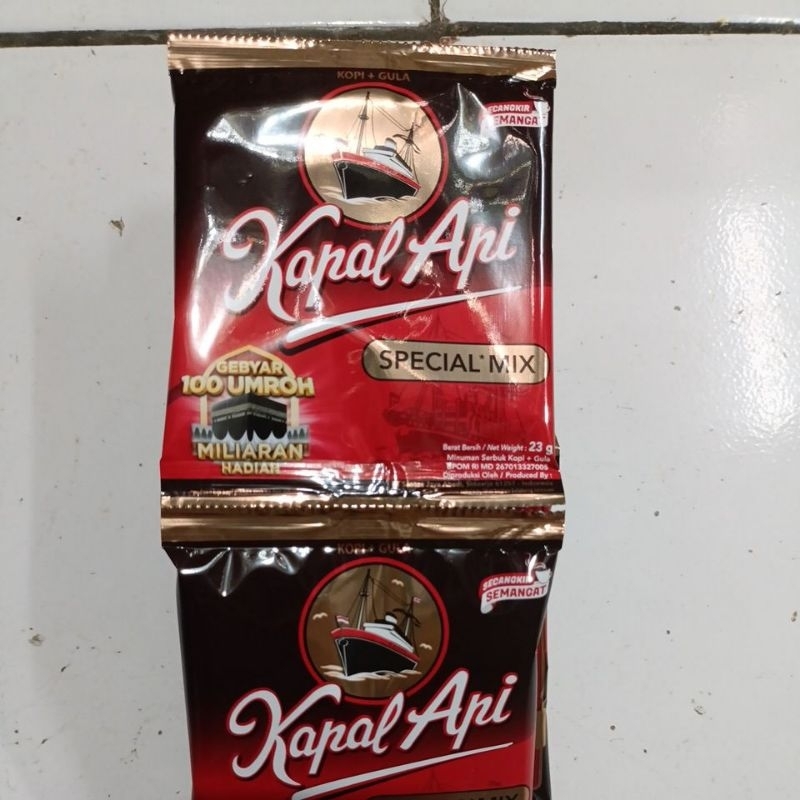 KOPI + GULA
SECANGKIR
SEMANGAT
Kapal Api
SPECIAL* MIX
GEBYAR
100 UMROH
MILIARAN
HADIAH
Berat Bersih / Net Weight : 23 g
Minuman Serbuk Kopi + Gula
BPOM RI MD 267013327006
Diproduksi Oleh / Produced By :
KOPI + GULA
SECANGKIR
SEMANGAT
Kapal Api
MIX